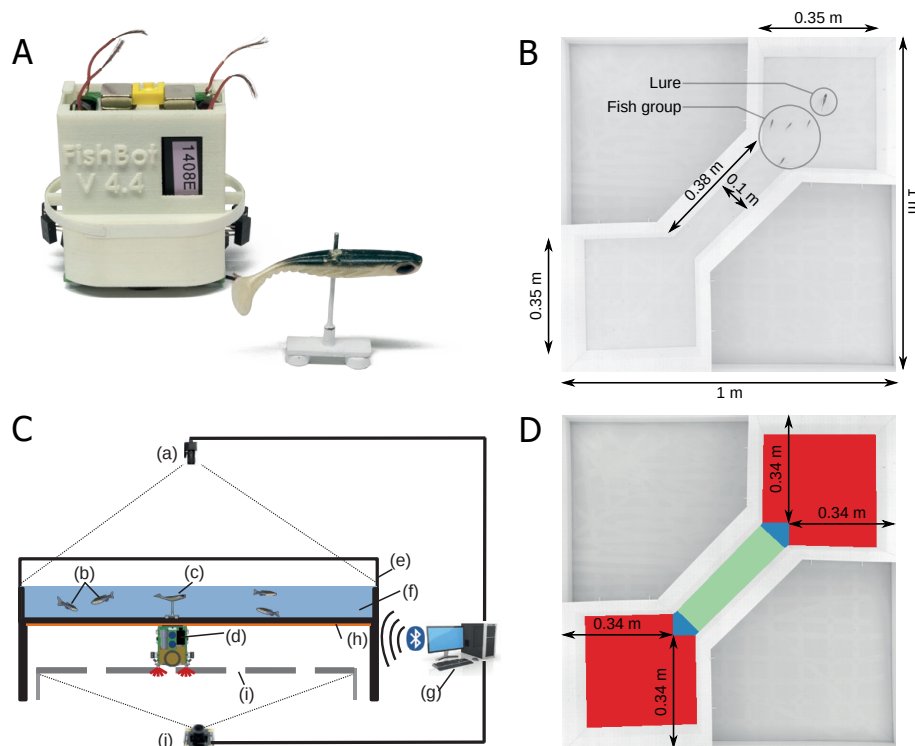 A
FishBot
V 4.4
1408E
B
0.35 m
Lure
Fish group
0.38 m
0.1 m
0.35 m
1 m
C
(a)
(b)
(c)
(e)
(f)
(d)
(h)
(g)
(i)
(j)
D
0.34 m
0.34 m
0.34 m
0.34 m